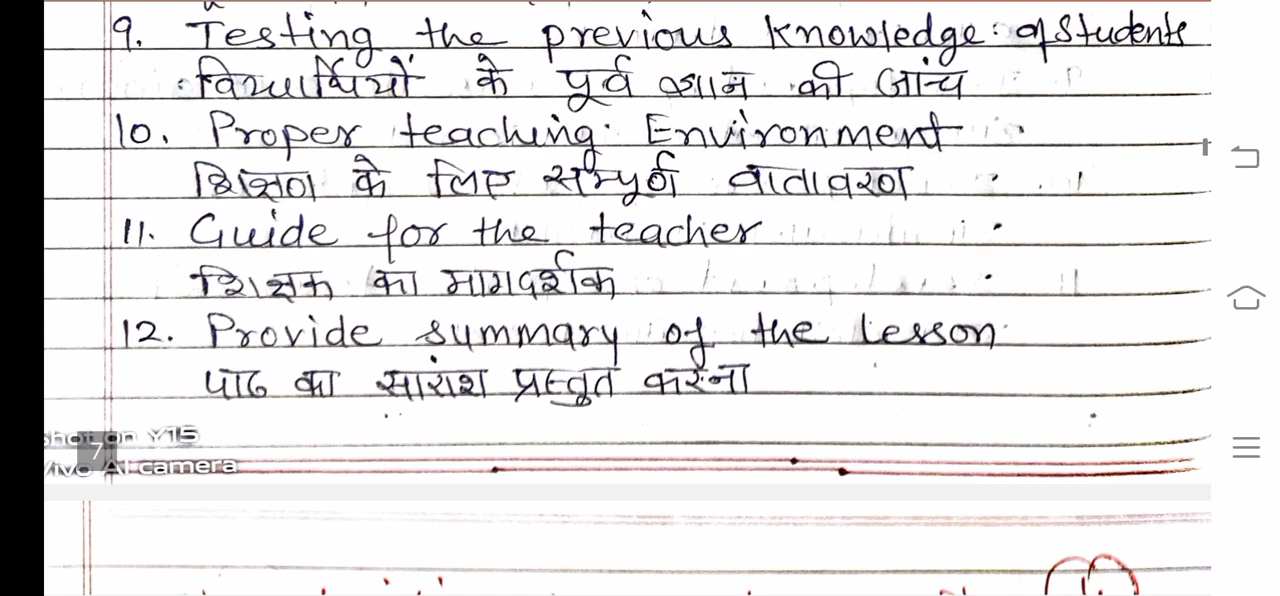 9. Testing the previous knowledge of students
विद्यार्थियों के पूर्व ज्ञान की जांच
10. Proper teaching Environment
शिक्षण के लिए सम्पूर्ण वातावरण
11. Guide for the teacher
शिक्षक का मागदर्शक
12. Provide summary of the lesson
पाठ का सारांश प्रस्तुत करना
shot on Y15
7
vivo AI camera